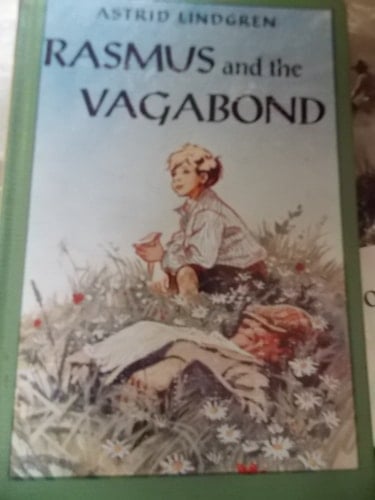 ASTRID LINDGREN
RASMUS and the
VAGABOND